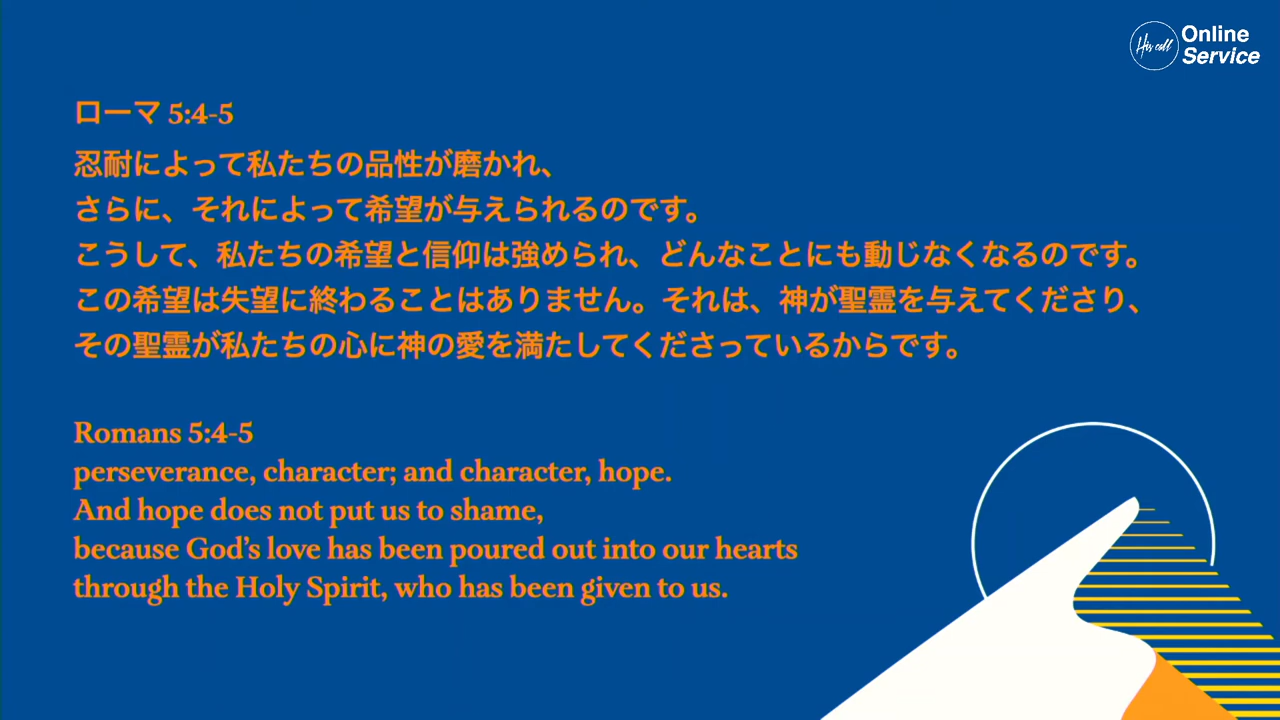 His call
Online
Service
ローマ 5:4-5
忍耐によって私たちの品性が磨かれ、
さらに、それによって希望が与えられるのです。
こうして、私たちの希望と信仰は強められ、どんなことにも動じなくなるのです。
この希望は失望に終わることはありません。それは、神が聖霊を与えてくださり、
その聖霊が私たちの心に神の愛を満たしてくださっているからです。
Romans 5:4-5
perseverance, character; and character, hope.
And hope does not put us to shame,
because God’s love has been poured out into our hearts
through the Holy Spirit, who has been given to us.